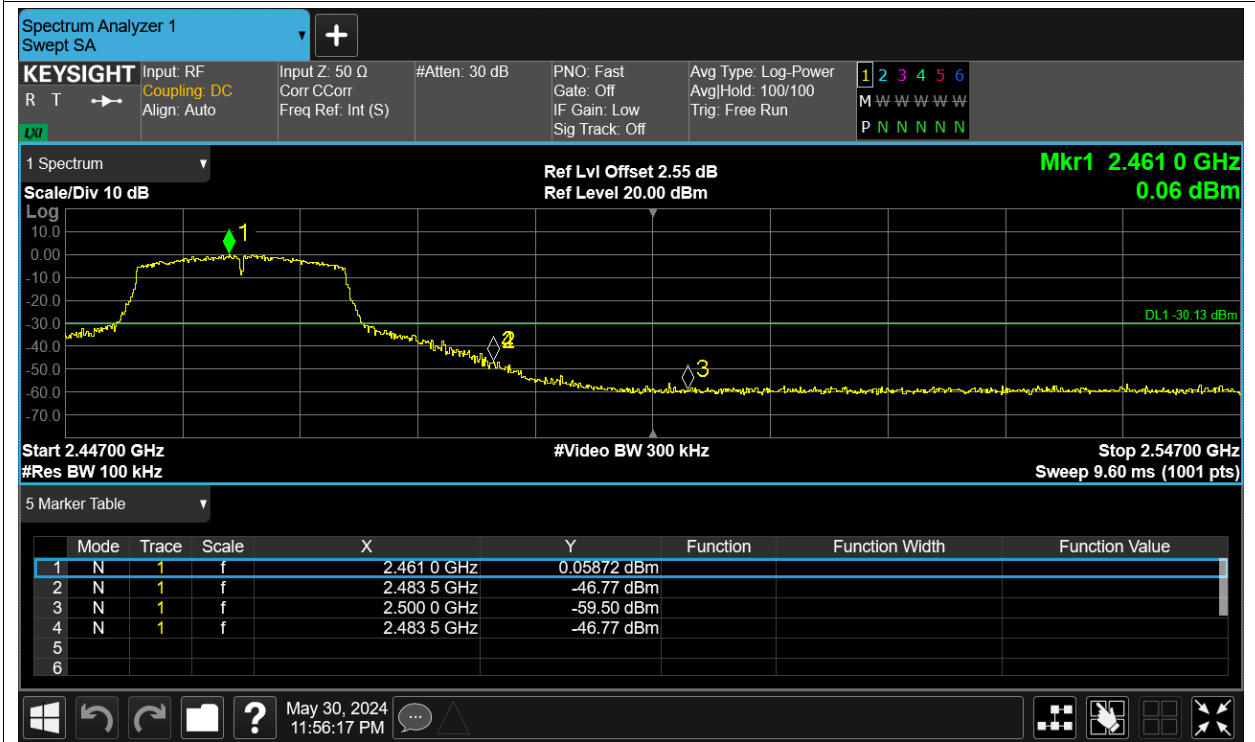 Spectrum Analyzer 1
Swept SA
+
KEYSIGHT Input: RF Input Z: 50 Ω #Atten: 30 dB PNO: Fast Avg Type: Log-Power 1 2 3 4 5 6
R T Coupling: DC Corr CCorr Gate: Off Avg|Hold: 100/100 M W W W W W
Align: Auto Freq Ref: Int (S) IF Gain: Low Trig: Free Run
LXI Sig Track: Off P N N N N N
1 Spectrum Ref Lvl Offset 2.55 dB Mkr1 2.461 0 GHz
Scale/Div 10 dB Ref Level 20.00 dBm 0.06 dBm
Log
10.0 1
0.00
-10.0
-20.0
-30.0 DL1 -30.13 dBm
-40.0 2 4
-50.0 3
-60.0
-70.0
Start 2.44700 GHz #Video BW 300 kHz Stop 2.54700 GHz
#Res BW 100 kHz Sweep 9.60 ms (1001 pts)
5 Marker Table
Mode Trace Scale X Y Function Function Width Function Value
1 N 1 f 2.461 0 GHz 0.05872 dBm
2 N 1 f 2.483 5 GHz -46.77 dBm
3 N 1 f 2.500 0 GHz -59.50 dBm
4 N 1 f 2.483 5 GHz -46.77 dBm
5
6
? May 30, 2024
11:56:17 PM